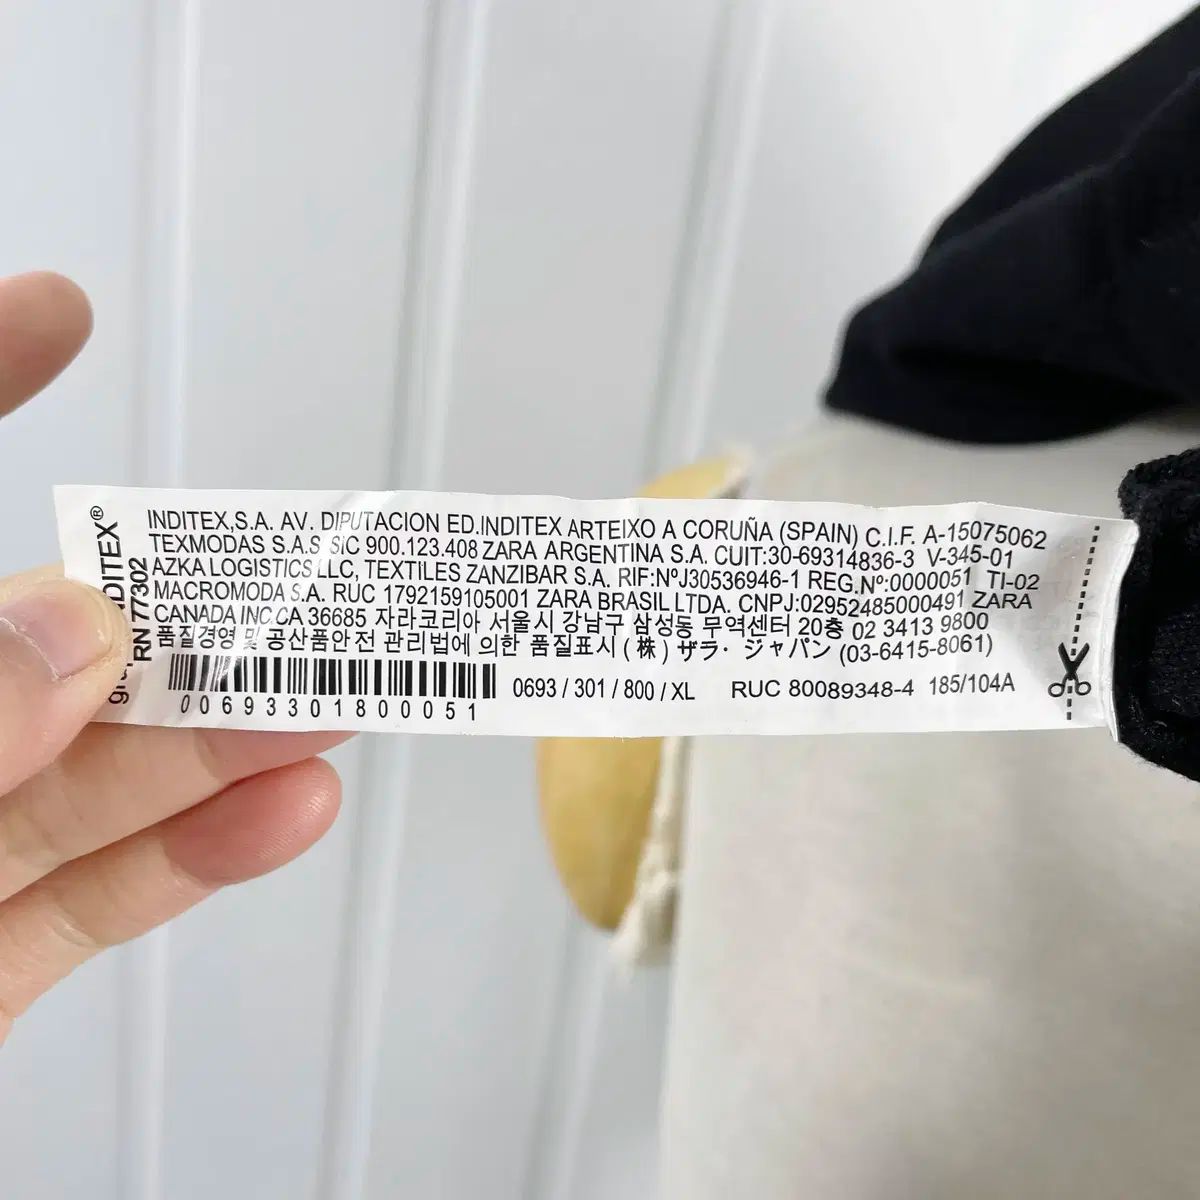 INDITEX,S.A. AV. DIPUTACION ED.INDITEX ARTEIXO A CORUÑA (SPAIN) C.I.F. A-15075062
TEXMODAS S.A.S SIC 900.123.408 ZARA ARGENTINA S.A. CUIT:30-69314836-3 V-345-01
AZKA LOGISTICS LLC, TEXTILES ZANZIBAR S.A. RIF:NºJ30536946-1 REG.Nº:0000051 TI-02
MACROMODA S.A. RUC 1792159105001 ZARA BRASIL LTDA. CNPJ:02952485000491 ZARA
CANADA INC CA 36685 자라코리아 서울시 강남구 삼성동 무역센터 20층 02 3413 9800
품질경영 및 공산품안전 관리법에 의한 품질표시 (株) ザラ・ジャパン (03-6415-8061)
0693 / 301 / 800 / XL RUC 80089348-4 185/104A
00693301800051
INDITEX®
RN 77302